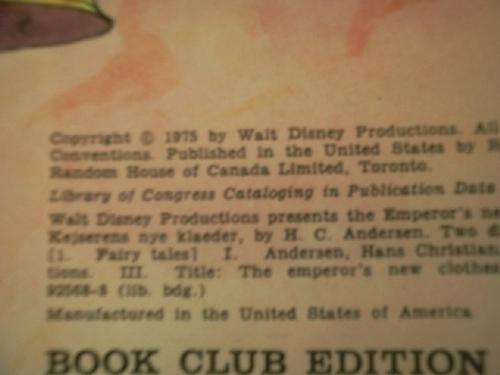 Copyright © 1975 by Walt Disney Productions. All
Conventions. Published in the United States by R
Random House of Canada Limited, Toronto.
Library of Congress Cataloging in Publication Data
Walt Disney Productions presents the Emperor's ne
Kejserens nye klaeder, by H. C. Andersen. Two di
[1. Fairy tales] I. Andersen, Hans Christian
tions. III. Title: The emperor's new clothes
92568-8 (lib. bdg.)
Manufactured in the United States of America
BOOK CLUB EDITION